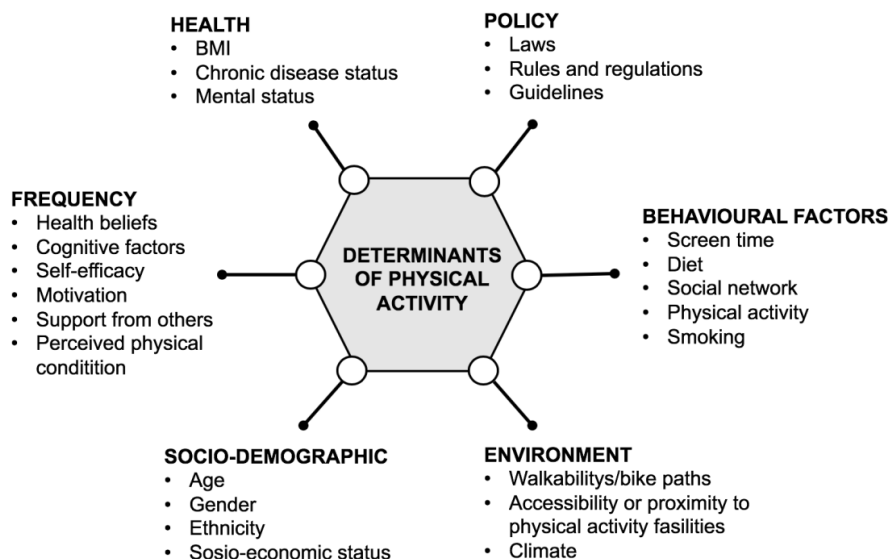 HEALTH
• BMI
• Chronic disease status
• Mental status
POLICY
• Laws
• Rules and regulations
• Guidelines
FREQUENCY
• Health beliefs
• Cognitive factors
• Self-efficacy
• Motivation
• Support from others
• Perceived physical
conditition
DETERMINANTS
OF PHYSICAL
ACTIVITY
BEHAVIOURAL FACTORS
• Screen time
• Diet
• Social network
• Physical activity
• Smoking
SOCIO-DEMOGRAPHIC
• Age
• Gender
• Ethnicity
• Sosio-economic status
ENVIRONMENT
• Walkabilitys/bike paths
• Accessibility or proximity to
physical activity fasilities
• Climate